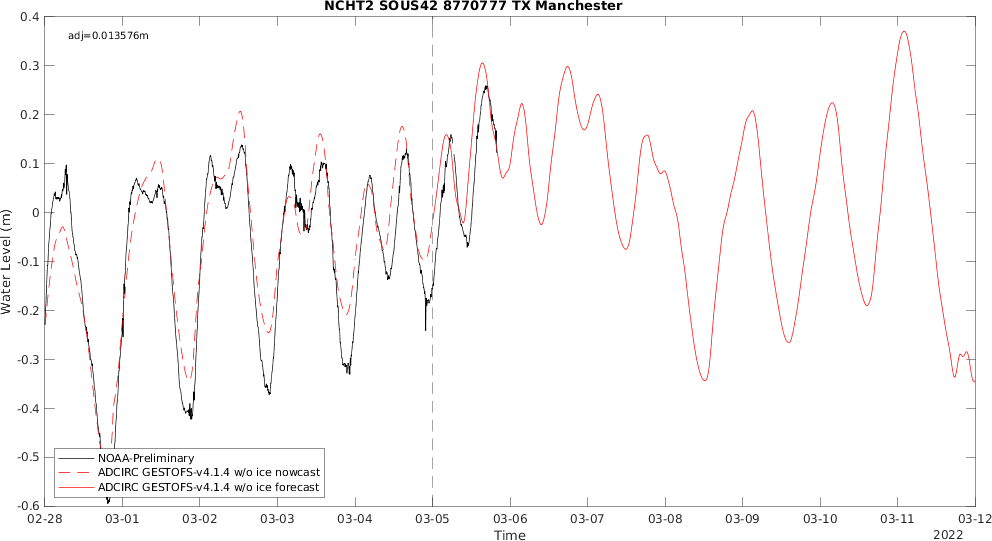 NCHT2 SOUS42 8770777 TX Manchester
adj=0.013576m
0.4
0.3
0.2
0.1
0
-0.1
-0.2
-0.3
-0.4
-0.5
-0.6
Water Level (m)
NOAA-Preliminary
ADCIRC GESTOFS-v4.1.4 w/o ice nowcast
ADCIRC GESTOFS-v4.1.4 w/o ice forecast
02-28 03-01 03-02 03-03 03-04 03-05 03-06 03-07 03-08 03-09 03-10 03-11 03-12
Time
2022